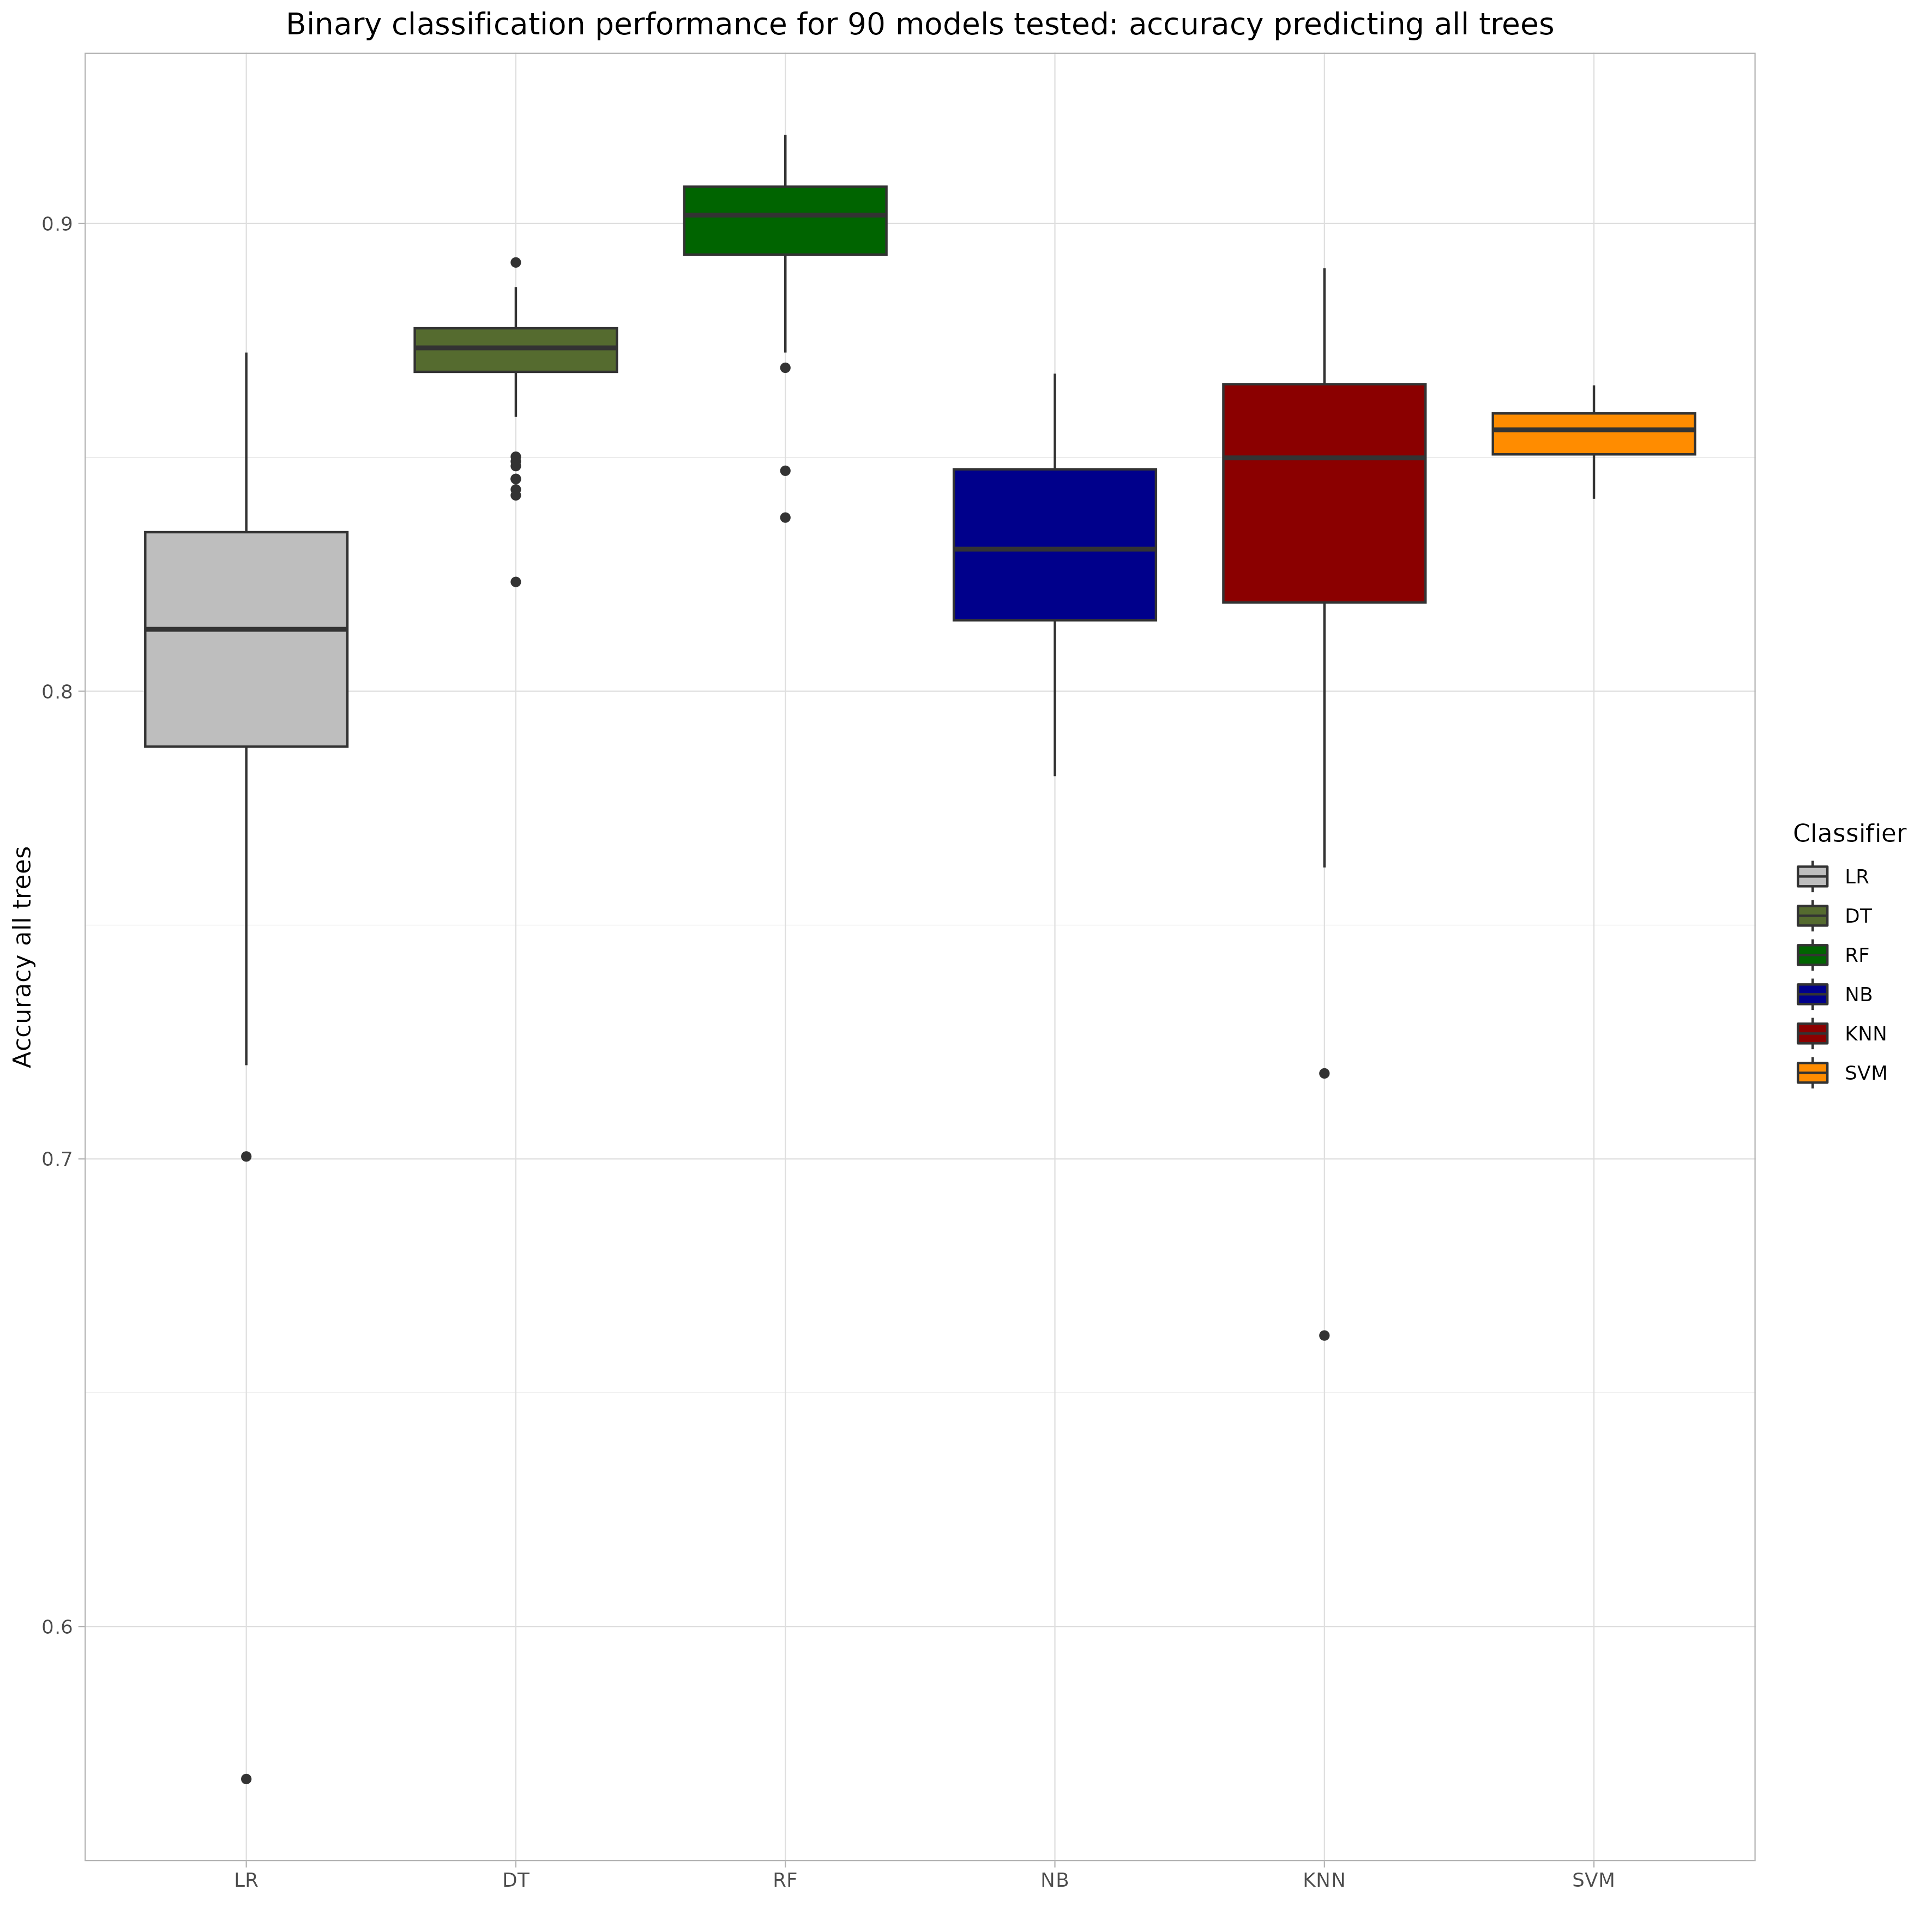 Binary classification performance for 90 models tested: accuracy predicting all trees
Accuracy all trees
0.9
0.8
0.7
0.6
LR
DT
RF
NB
KNN
SVM
Classifier
LR
DT
RF
NB
KNN
SVM